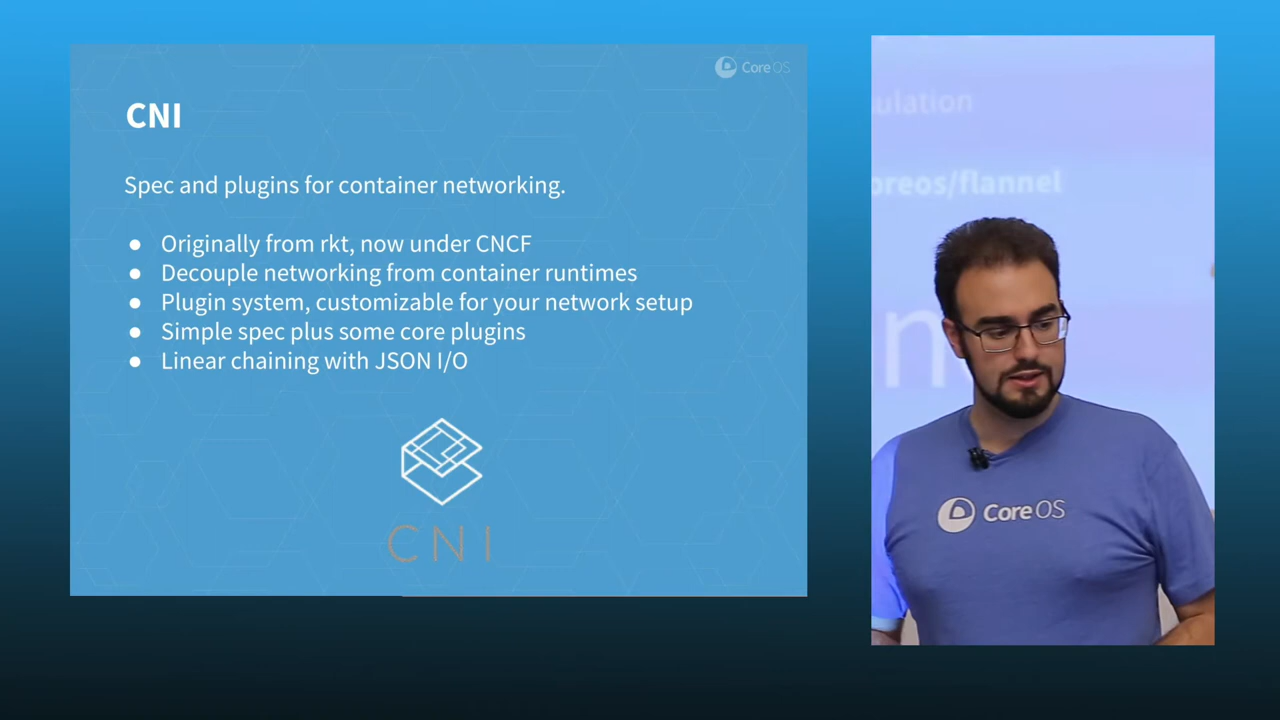 CoreOS
CNI
Spec and plugins for container networking.
● Originally from rkt, now under CNCF
● Decouple networking from container runtimes
● Plugin system, customizable for your network setup
● Simple spec plus some core plugins
● Linear chaining with JSON I/O
CNI
ulation
oreos/flannel
n
CoreOS